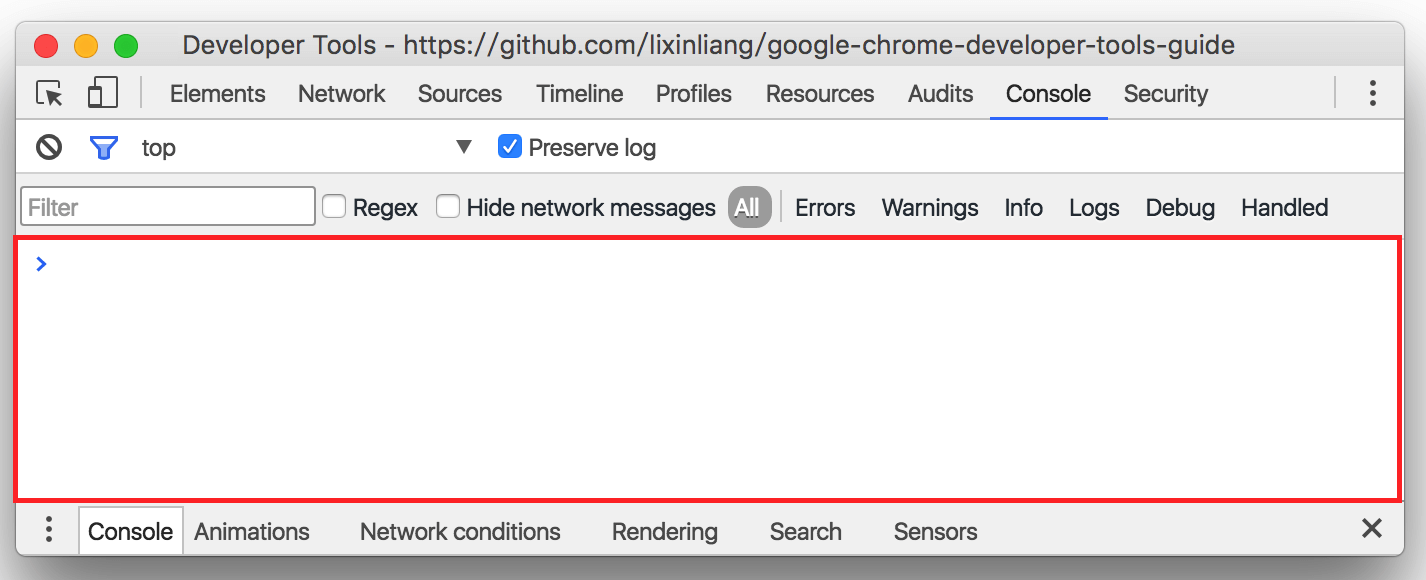 Developer Tools - https://github.com/lixinliang/google-chrome-developer-tools-guide
Elements Network Sources Timeline Profiles Resources Audits Console Security
top ▼ Preserve log
Filter Regex Hide network messages All Errors Warnings Info Logs Debug Handled
>
Console Animations Network conditions Rendering Search Sensors